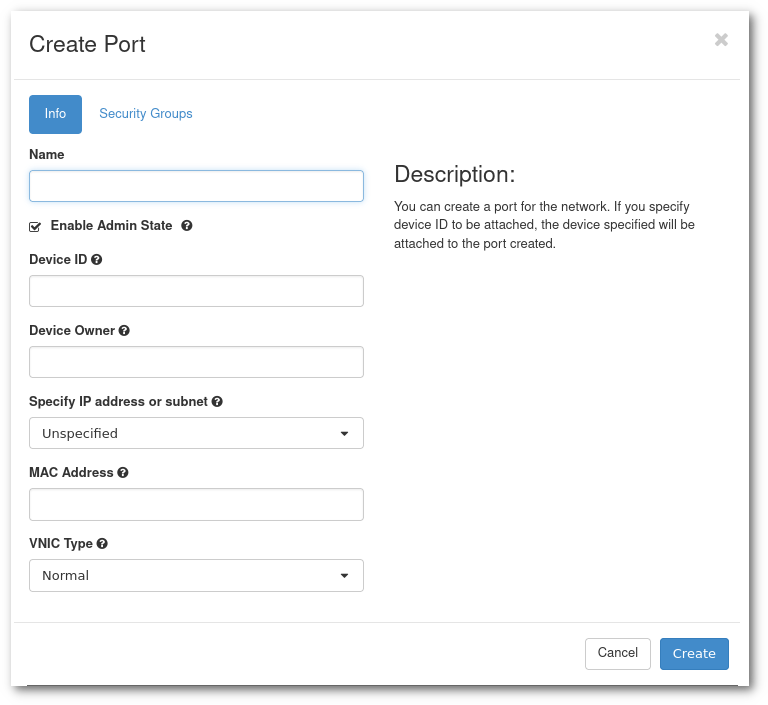 Create Port
Info
Security Groups
Name
Enable Admin State
Device ID
Device Owner
Specify IP address or subnet
Unspecified
MAC Address
VNIC Type
Normal
Description:
You can create a port for the network. If you specify
device ID to be attached, the device specified will be
attached to the port created.
Cancel
Create